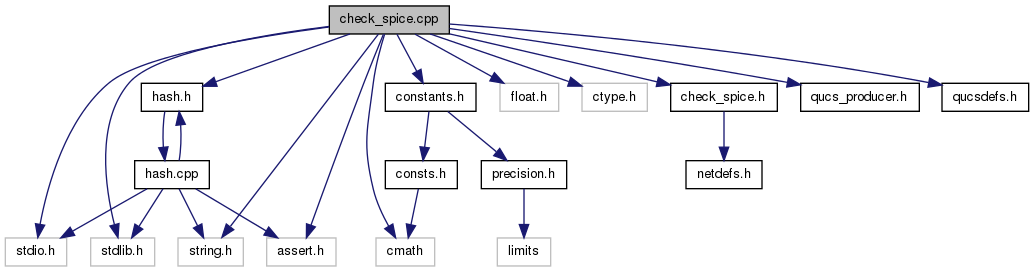 check_spice.cpp
hash.h
constants.h
float.h
ctype.h
check_spice.h
qucs_producer.h
qucsdefs.h
hash.cpp
consts.h
precision.h
netdefs.h
stdio.h
stdlib.h
string.h
assert.h
cmath
limits